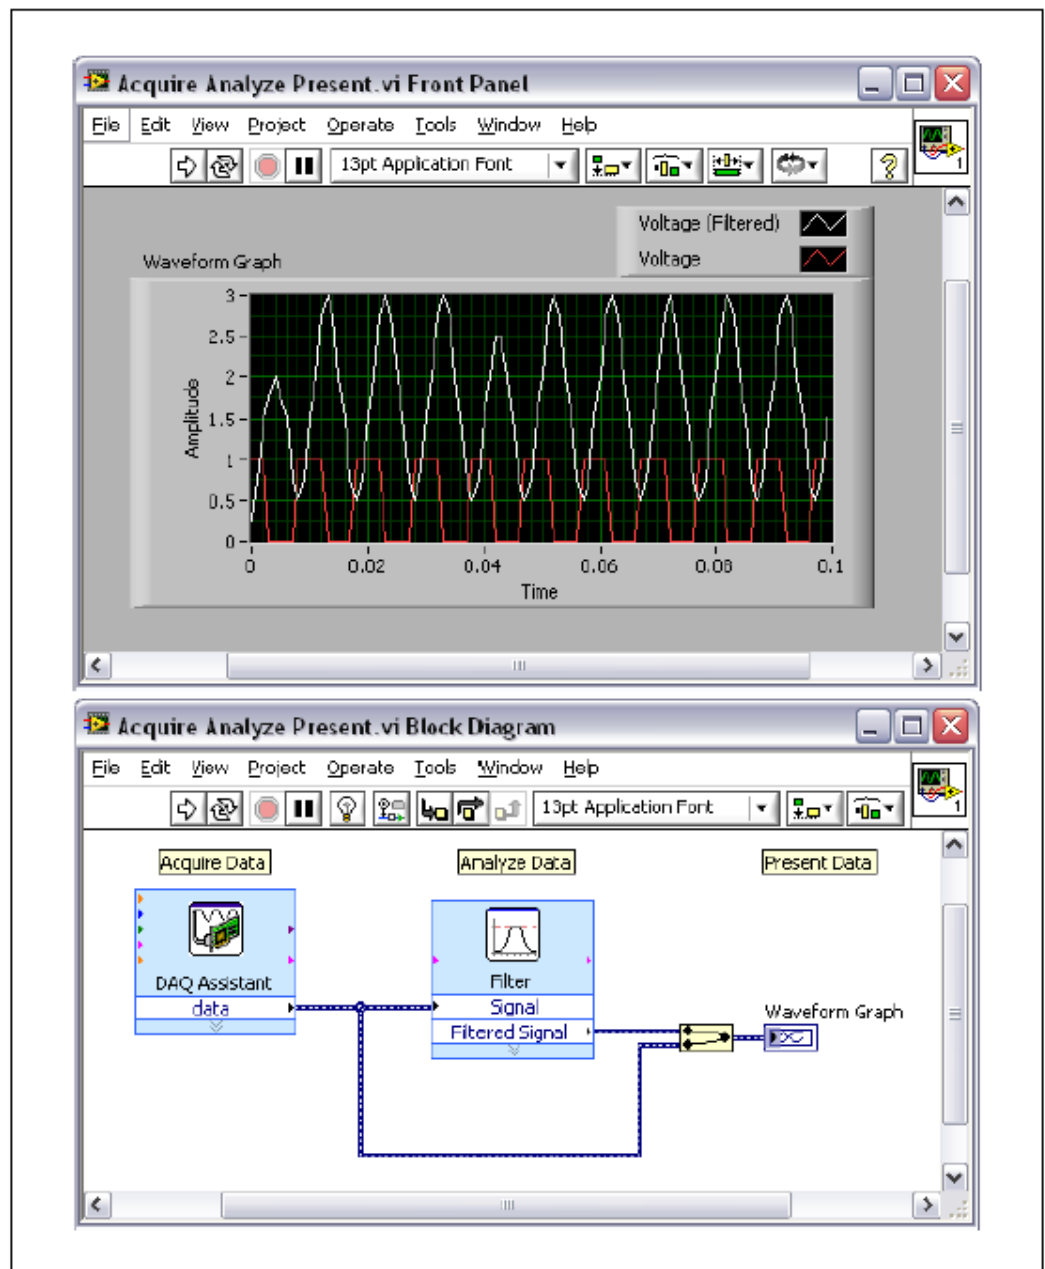 Acquire Analyze Present.vi Front Panel
File Edit View Project Operate Tools Window Help
13pt Application Font
1
Voltage (Filtered)
Voltage
Waveform Graph
Amplitude
3
2.5
2
1.5
1
0.5
0
0 0.02 0.04 0.06 0.08 0.1
Time
Acquire Analyze Present.vi Block Diagram
File Edit View Project Operate Tools Window Help
13pt Application Font
1
Acquire Data Analyze Data Present Data
DAQ Assistant
data
Filter
Signal
Filtered Signal
Waveform Graph